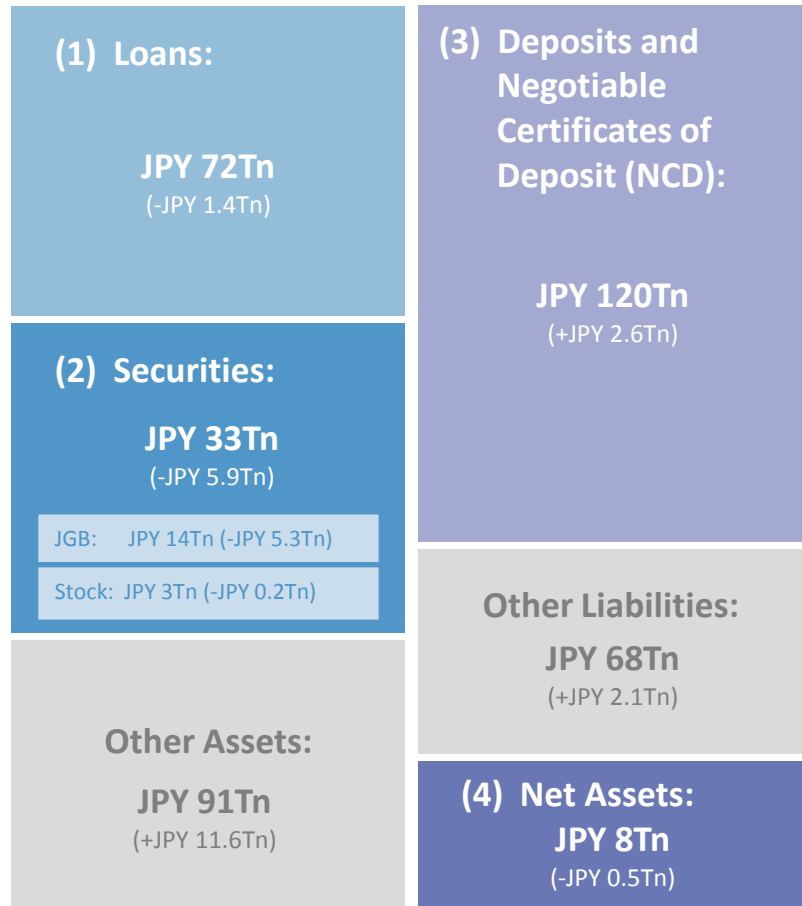 (1) Loans:
JPY 72Tn
(-JPY 1.4Tn)
(2) Securities:
JPY 33Tn
(-JPY 5.9Tn)
JGB: JPY 14Tn (-JPY 5.3Tn)
Stock: JPY 3Tn (-JPY 0.2Tn)
Other Assets:
JPY 91Tn
(+JPY 11.6Tn)
(3) Deposits and
Negotiable
Certificates of
Deposit (NCD):
JPY 120Tn
(+JPY 2.6Tn)
Other Liabilities:
JPY 68Tn
(+JPY 2.1Tn)
(4) Net Assets:
JPY 8Tn
(-JPY 0.5Tn)